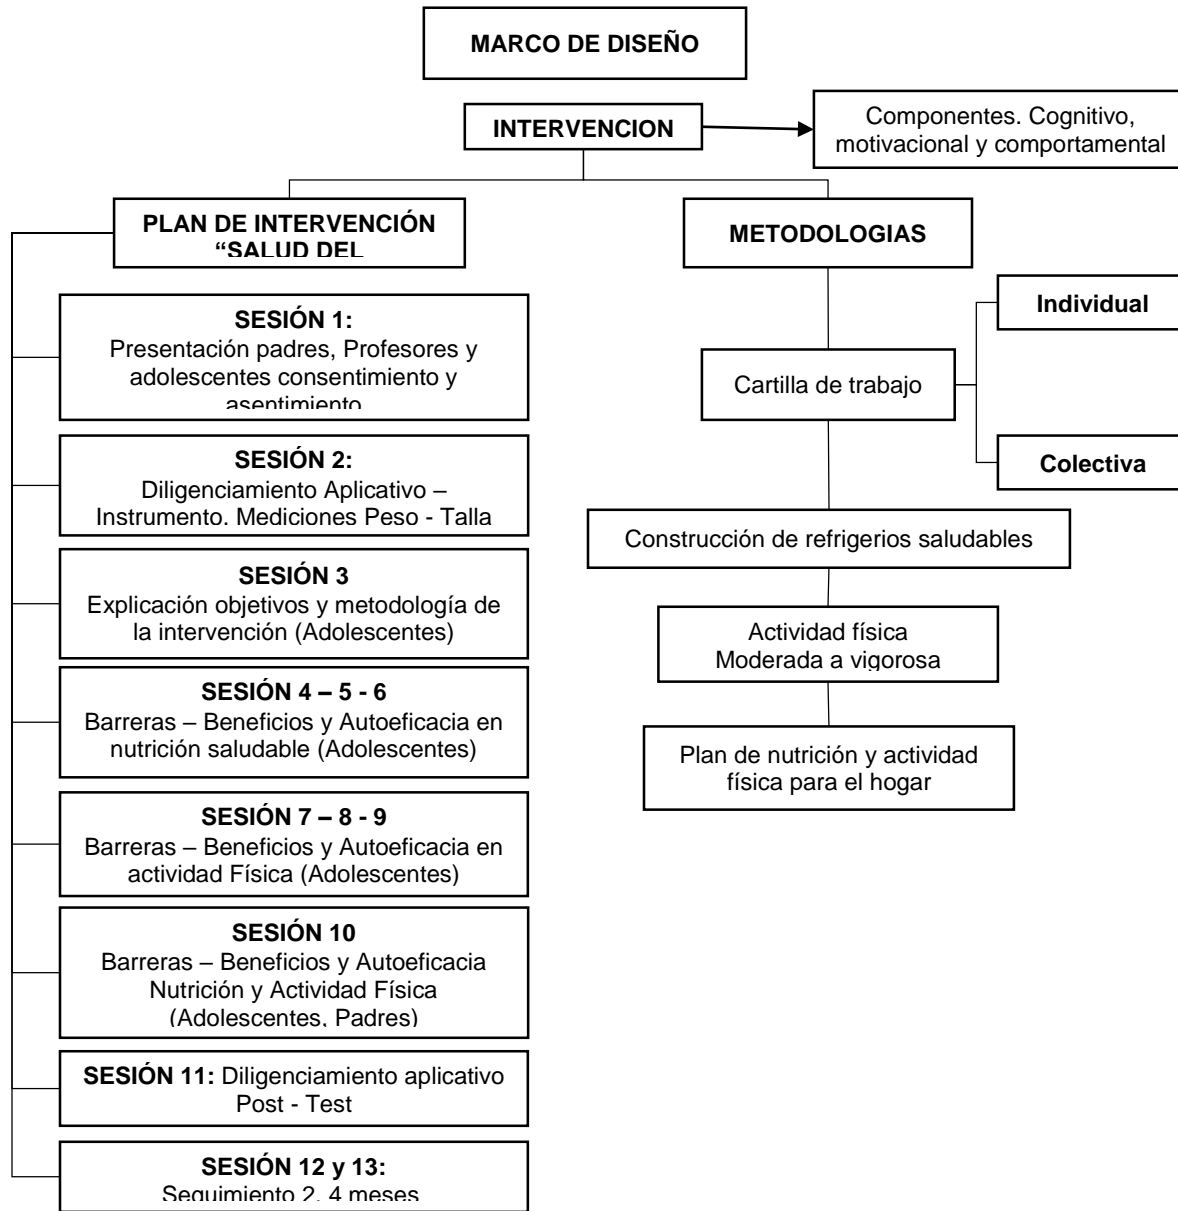 MARCO DE DISEÑO
INTERVENCION
Componentes. Cognitivo,
motivacional y comportamental
PLAN DE INTERVENCIÓN
“SALUD DEL
METODOLOGIAS
SESIÓN 1:
Presentación padres, Profesores y
adolescentes consentimiento y
asentimiento
SESIÓN 2:
Diligenciamiento Aplicativo –
Instrumento. Mediciones Peso - Talla
SESIÓN 3
Explicación objetivos y metodología de
la intervención (Adolescentes)
SESIÓN 4 – 5 - 6
Barreras – Beneficios y Autoeficacia en
nutrición saludable (Adolescentes)
SESIÓN 7 – 8 - 9
Barreras – Beneficios y Autoeficacia en
actividad Física (Adolescentes)
SESIÓN 10
Barreras – Beneficios y Autoeficacia
Nutrición y Actividad Física
(Adolescentes, Padres)
SESIÓN 11: Diligenciamiento aplicativo
Post - Test
SESIÓN 12 y 13:
Seguimiento 2, 4 meses
Individual
Cartilla de trabajo
Colectiva
Construcción de refrigerios saludables
Actividad física
Moderada a vigorosa
Plan de nutrición y actividad
física para el hogar